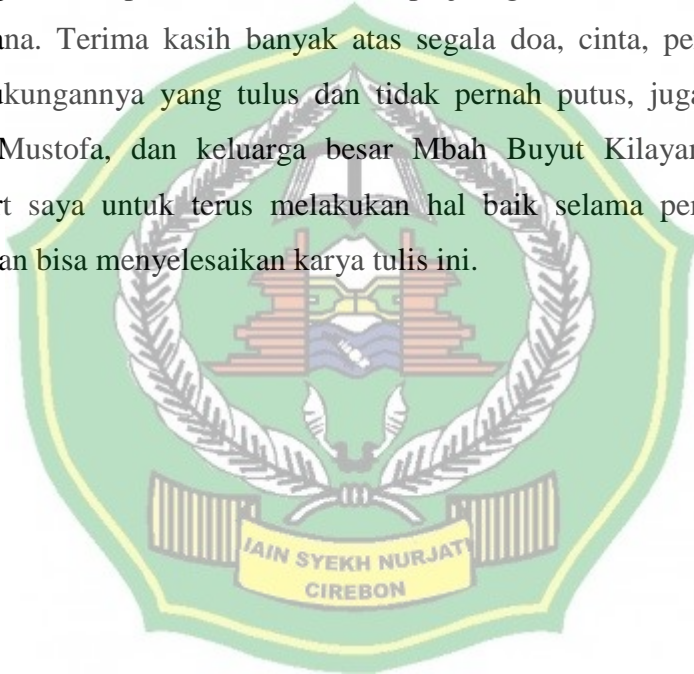 ana. Terima kasih banyak atas segala doa, cinta, pe
ukungannya yang tulus dan tidak pernah putus, juga
Mustofa, dan keluarga besar Mbah Buyut Kilayar
rt saya untuk terus melakukan hal baik selama per
an bisa menyelesaikan karya tulis ini.
IAIN SYEKH NURJATI
CIREBON